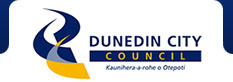 DUNEDIN CITY
COUNCIL
Kaunihera-a-rohe o Otepoti